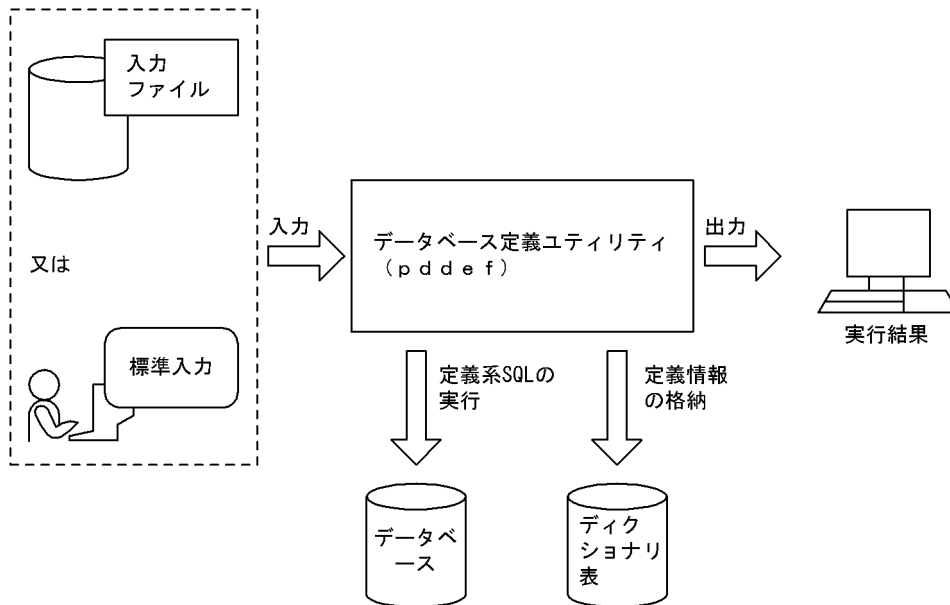 入力
ファイル
又は
標準入力
入力
データベース定義ユティリティ
（ｐｄｄｅｆ）
出力
実行結果
定義系SQLの
実行
定義情報
の格納
データベ
ース
ディク
ショナリ
表